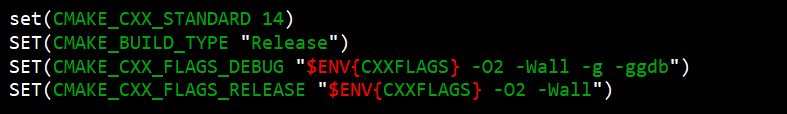 set(CMAKE_CXX_STANDARD 14)
SET(CMAKE_BUILD_TYPE "Release")
SET(CMAKE_CXX_FLAGS_DEBUG "$ENV{CXXFLAGS} -O2 -Wall -g -ggdb")
SET(CMAKE_CXX_FLAGS_RELEASE "$ENV{CXXFLAGS} -O2 -Wall")